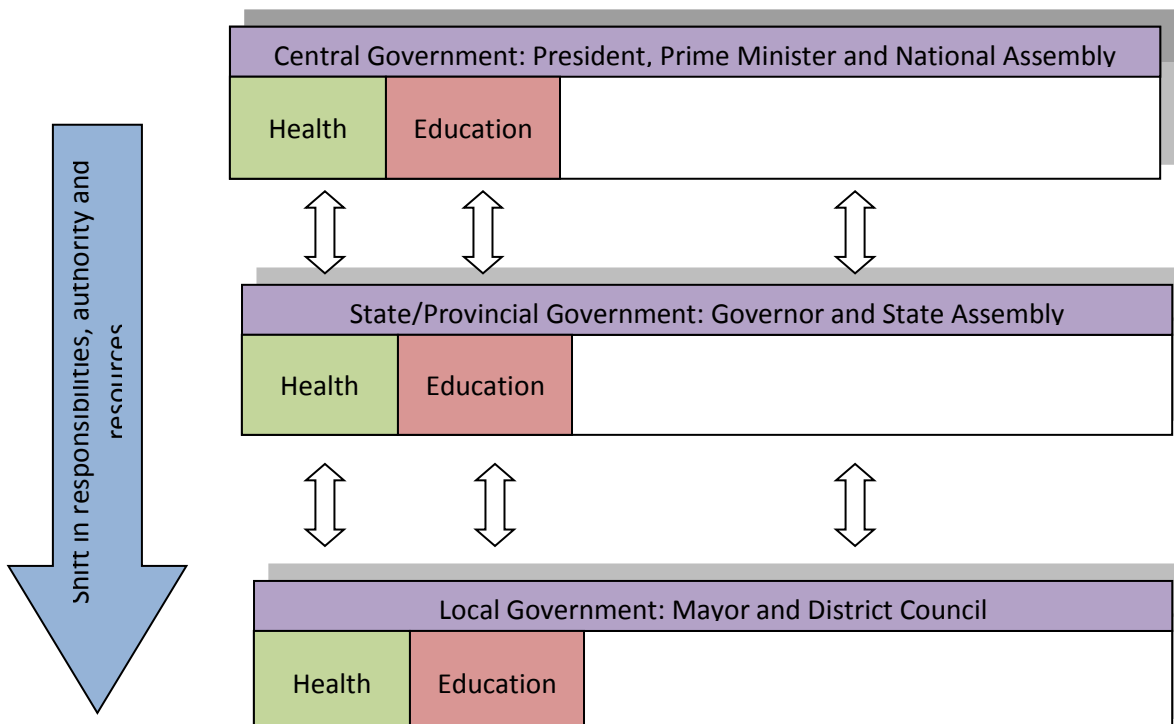 Central Government: President, Prime Minister and National Assembly
Health
Education
Shift in responsibilities, authority and
resources
State/Provincial Government: Governor and State Assembly
Health
Education
Local Government: Mayor and District Council
Health
Education